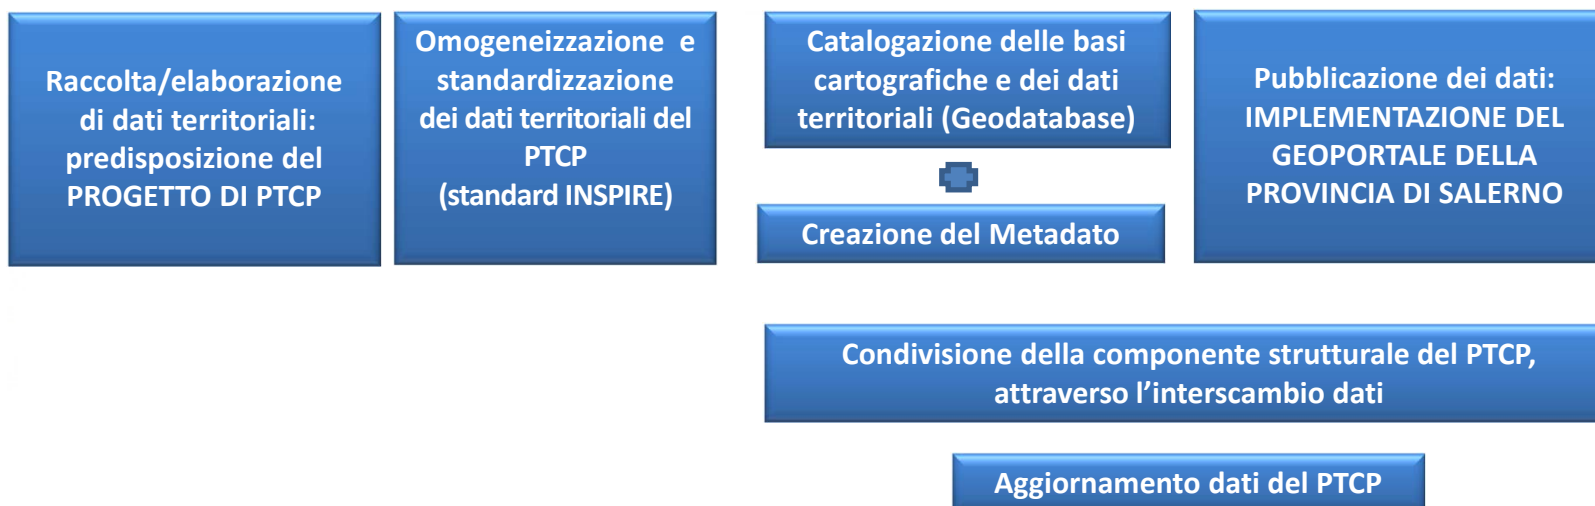 Raccolta/elaborazione
di dati territoriali:
predisposizione del
PROGETTO DI PTCP
Omogeneizzazione e
standardizzazione
dei dati territoriali del
PTCP
(standard INSPIRE)
Catalogazione delle basi
cartografiche e dei dati
territoriali (Geodatabase)
Creazione del Metadato
Pubblicazione dei dati:
IMPLEMENTAZIONE DEL
GEOPORTALE DELLA
PROVINCIA DI SALERNO
Condivisione della componente strutturale del PTCP,
attraverso l’interscambio dati
Aggiornamento dati del PTCP